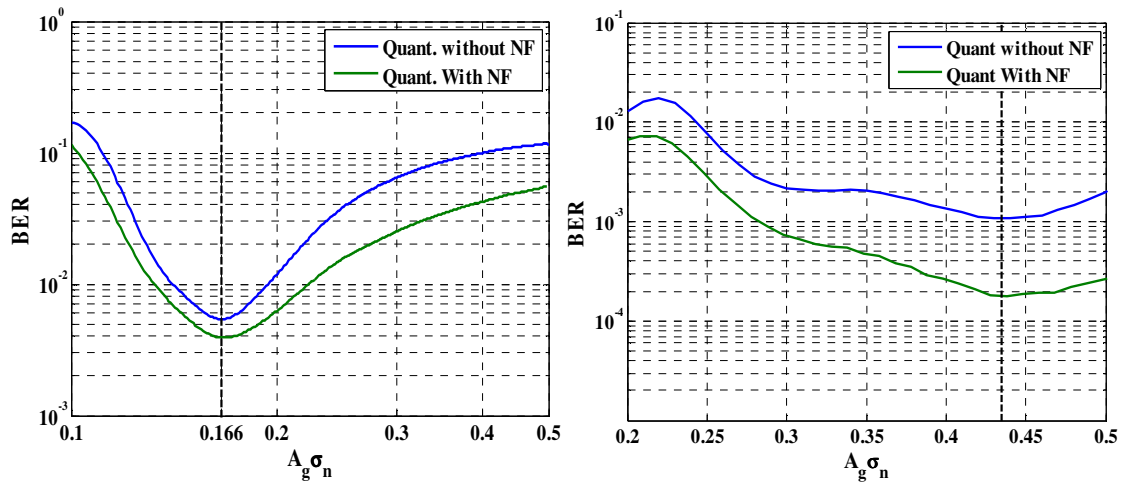 10^0
10^-1
10^-2
10^-3
BER
Quant. without NF
Quant. With NF
0.1 0.166 0.2 0.3 0.4 0.5
A_g σ_n
10^-1
10^-2
10^-3
10^-4
BER
Quant without NF
Quant With NF
0.2 0.25 0.3 0.35 0.4 0.45 0.5
A_g σ_n